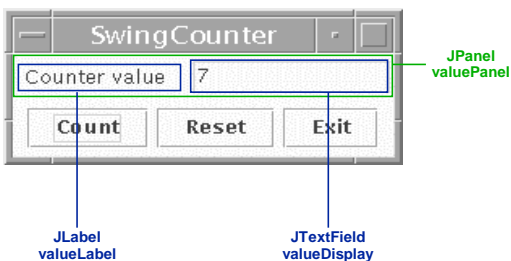 SwingCounter
JPanel
valuePanel
Counter value 7
Count Reset Exit
JLabel
valueLabel
JTextField
valueDisplay